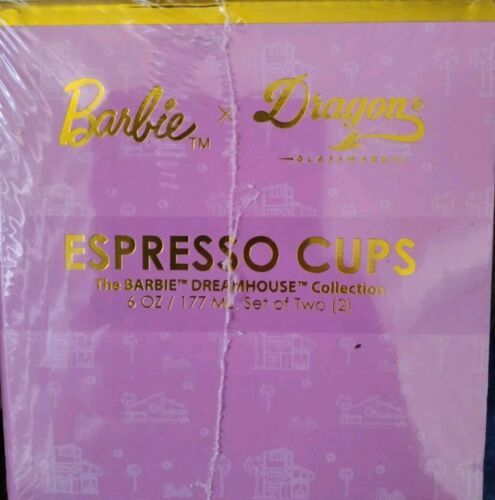 Barbie™ x Dragon
GLASSWARE
ESPRESSO CUPS
The BARBIE™ DREAMHOUSE™ Collection
6 OZ / 177 ML, Set of Two (2)